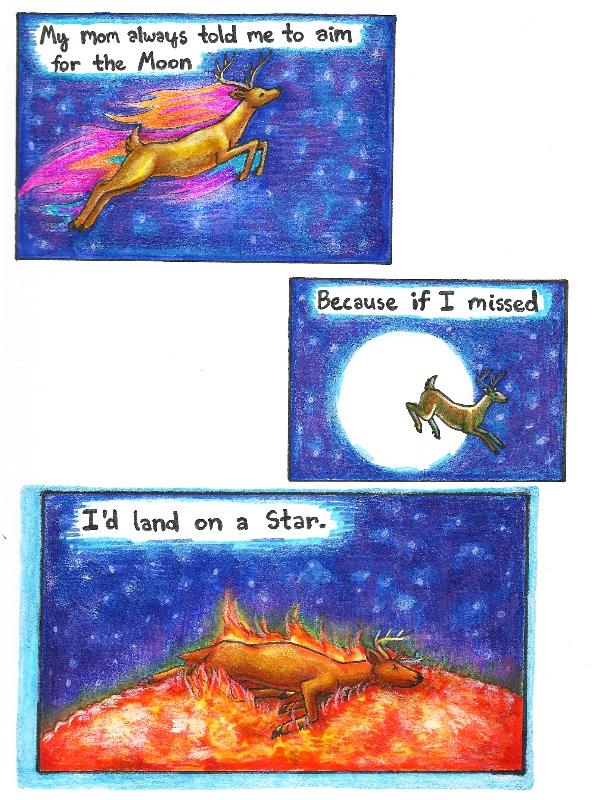 My mom always told me to aim
for the Moon
Because if I missed
I'd land on a Star.